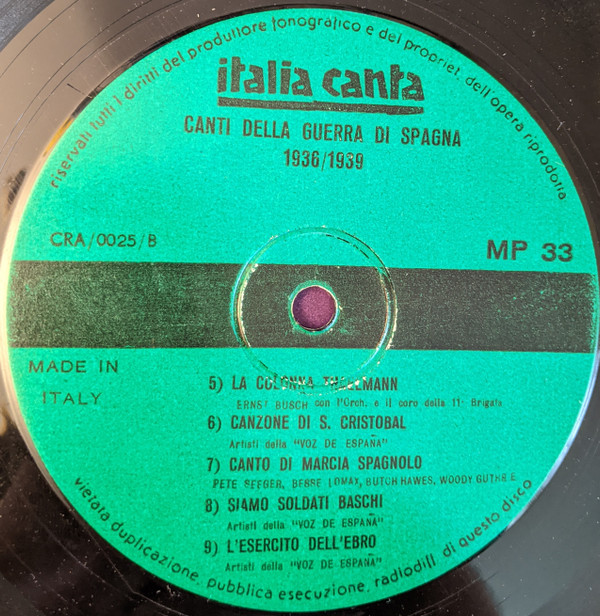 riservati tutti i diritti del produttore fonografico e del propriet. dell'opera riprodotta
italia canta
CANTI DELLA GUERRA DI SPAGNA
1936/1939
CRA/0025/B
MP 33
MADE IN
ITALY
5) LA COLONNA THAELMANN
ERNST BUSCH con l'Orch. e il coro della 11ª Brigata
6) CANZONE DI S. CRISTOBAL
Artisti della "VOZ DE ESPAÑA"
7) CANTO DI MARCIA SPAGNOLO
PETE SEEGER, BESSE LOMAX, BUTCH HAWES, WOODY GUTHRIE
8) SIAMO SOLDATI BASCHI
Artisti della "VOZ DE ESPAÑA"
9) L'ESERCITO DELL'EBRO
Artisti della "VOZ DE ESPAÑA"
vietata duplicazione, pubblica esecuzione, radiodiff. di questo disco